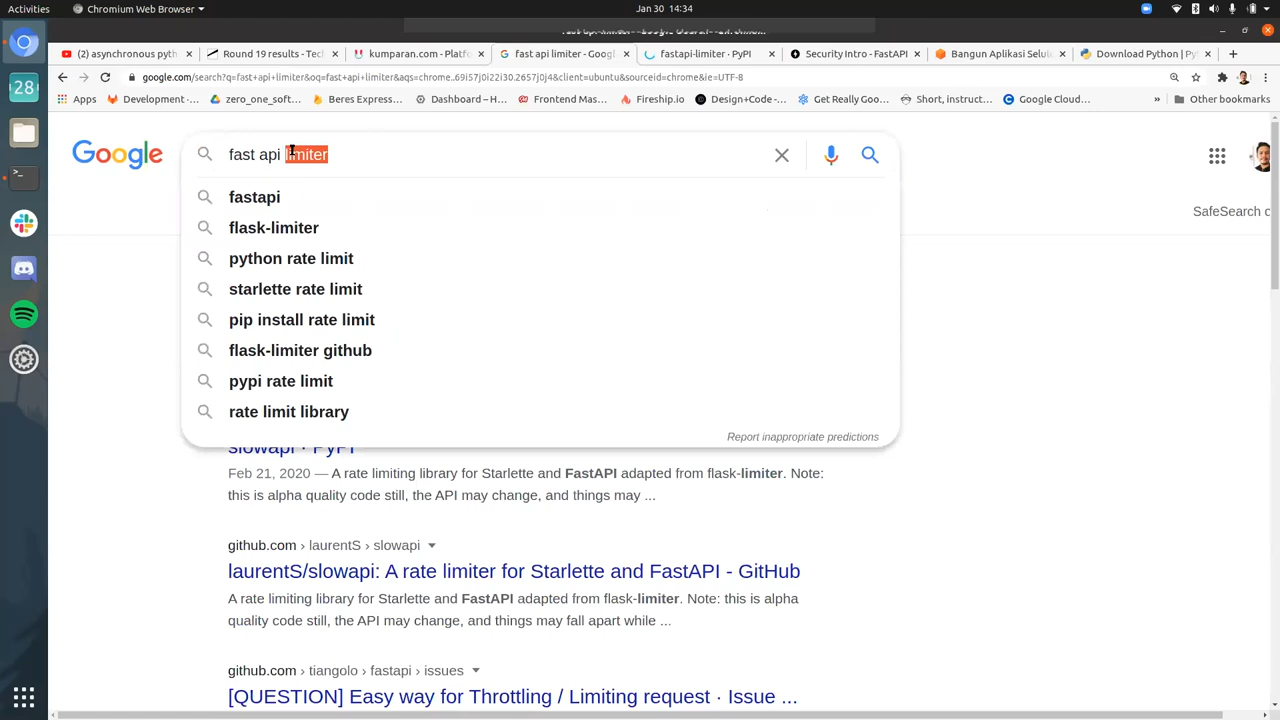 Activities
Chromium Web Browser
Jan 30 14:34
(2) asynchronous pyth
Round 19 results - Tech
kumparan.com - Platfo
fast api limiter - Goog
fastapi-limiter · PyPI
Security Intro - FastAPI
Bangun Aplikasi Selul
Download Python | Py
google.com/search?q=fast+api+limiter&oq=fast+api+limiter&aqs=chrome..69i57j0i22i30.2657j0j4&client=ubuntu&sourceid=chrome&ie=UTF-8
Apps
Development -...
zero_one_soft...
Beres Express...
Dashboard – H...
Frontend Mas...
Fireship.io
Design+Code -...
Get Really Goo...
Short, instruct...
Google Cloud...
»
Other bookmarks
28
Google
fast api limiter
SafeSearch
fastapi
flask-limiter
python rate limit
starlette rate limit
pip install rate limit
flask-limiter github
pypi rate limit
rate limit library
Report inappropriate predictions
slowapi · PyPI
Feb 21, 2020 — A rate limiting library for Starlette and FastAPI adapted from flask-limiter. Note:
this is alpha quality code still, the API may change, and things may ...
github.com › laurentS › slowapi
laurentS/slowapi: A rate limiter for Starlette and FastAPI - GitHub
A rate limiting library for Starlette and FastAPI adapted from flask-limiter. Note: this is alpha
quality code still, the API may change, and things may fall apart while ...
github.com › tiangolo › fastapi › issues
[QUESTION] Easy way for Throttling / Limiting request · Issue ...